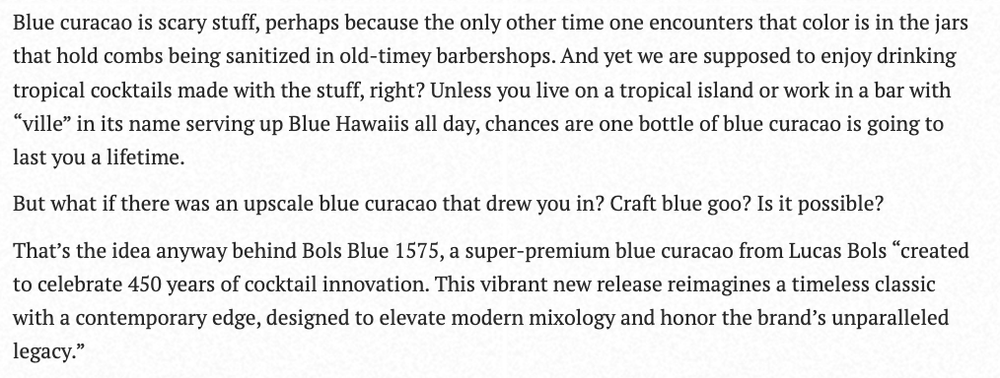 Blue curacao is scary stuff, perhaps because the only other time one encounters that color is in the jars
that hold combs being sanitized in old-timey barbershops. And yet we are supposed to enjoy drinking
tropical cocktails made with the stuff, right? Unless you live on a tropical island or work in a bar with
“ville” in its name serving up Blue Hawaiis all day, chances are one bottle of blue curacao is going to
last you a lifetime.
But what if there was an upscale blue curacao that drew you in? Craft blue goo? Is it possible?
That’s the idea anyway behind Bols Blue 1575, a super-premium blue curacao from Lucas Bols “created
to celebrate 450 years of cocktail innovation. This vibrant new release reimagines a timeless classic
with a contemporary edge, designed to elevate modern mixology and honor the brand’s unparalleled
legacy.”